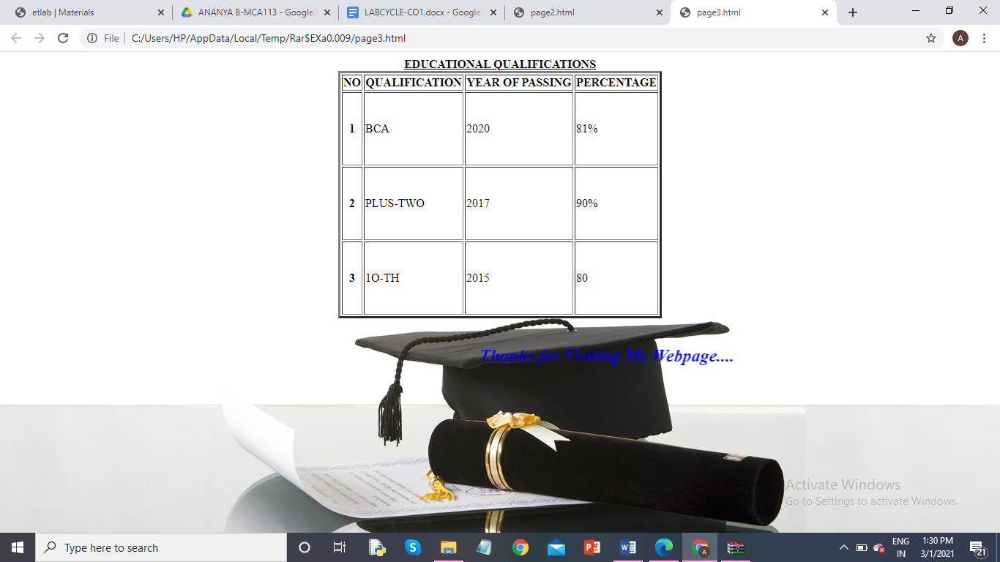 etlab | Materials
ANANYA B-MCA113 - Google
LABCYCLE-CO1.docx - Google
page2.html
page3.html
File
C:/Users/HP/AppData/Local/Temp/Rar$EXa0.009/page3.html
A
EDUCATIONAL QUALIFICATIONS
NO QUALIFICATION YEAR OF PASSING PERCENTAGE
1 BCA 2020 81%
2 PLUS-TWO 2017 90%
3 1O-TH 2015 80
Thanks for Visiting My Webpage....
Activate Windows
Go to Settings to activate Windows.
Type here to search
ENG
IN
1:30 PM
3/1/2021
21